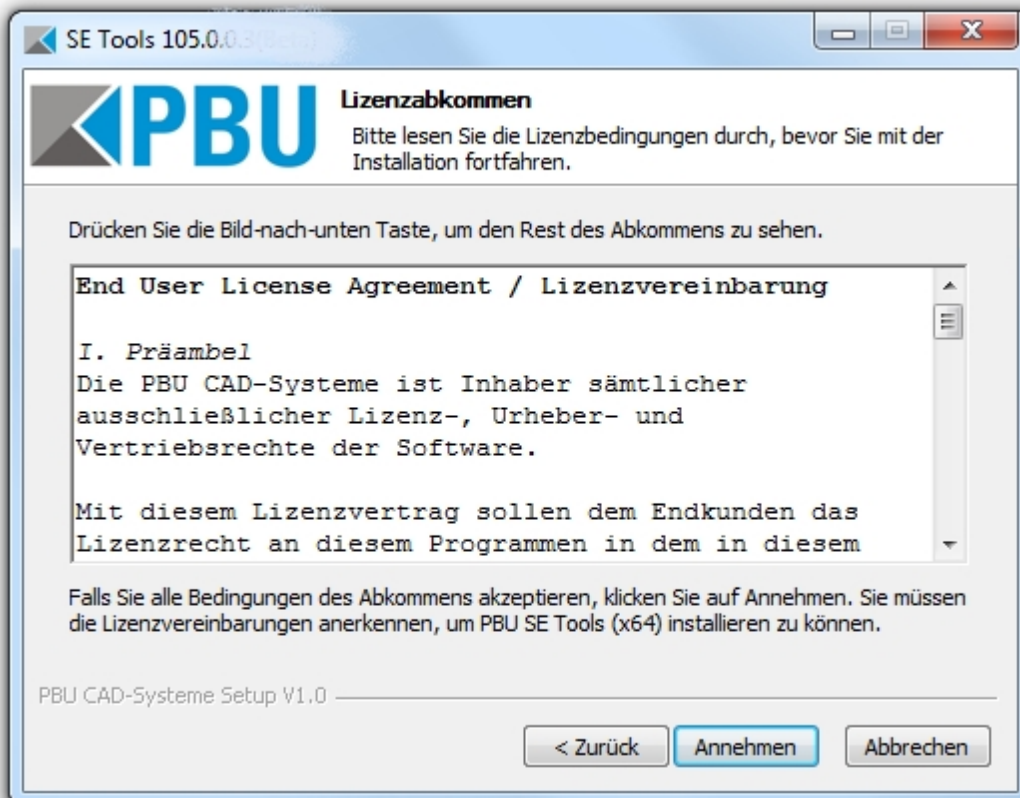 SE Tools 105.0.0.3(Beta)
PBU
Lizenzabkommen
Bitte lesen Sie die Lizenzbedingungen durch, bevor Sie mit der
Installation fortfahren.
Drücken Sie die Bild-nach-unten Taste, um den Rest des Abkommens zu sehen.
End User License Agreement / Lizenzvereinbarung
I. Präambel
Die PBU CAD-Systeme ist Inhaber sämtlicher
ausschließlicher Lizenz-, Urheber- und
Vertriebsrechte der Software.
Mit diesem Lizenzvertrag sollen dem Endkunden das
Lizenzrecht an diesem Programmen in dem in diesem
Falls Sie alle Bedingungen des Abkommens akzeptieren, klicken Sie auf Annehmen. Sie müssen
die Lizenzvereinbarungen anerkennen, um PBU SE Tools (x64) installieren zu können.
PBU CAD-Systeme Setup V1.0
< Zurück
Annehmen
Abbrechen